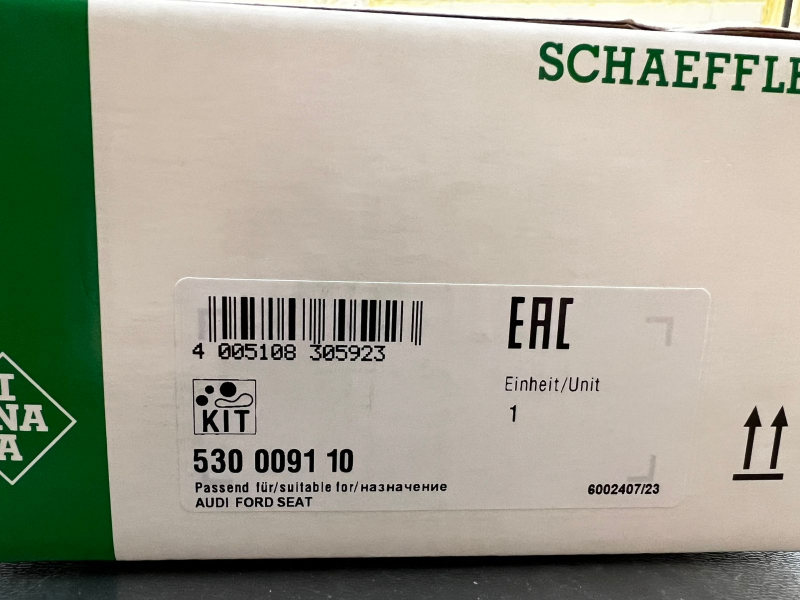 SCHAEFFLE
4 005108 305923
EAC
KIT
Einheit/Unit
1
530 0091 10
Passend für/suitable for/назначение
AUDI FORD SEAT
6002407/23
I
NA
A